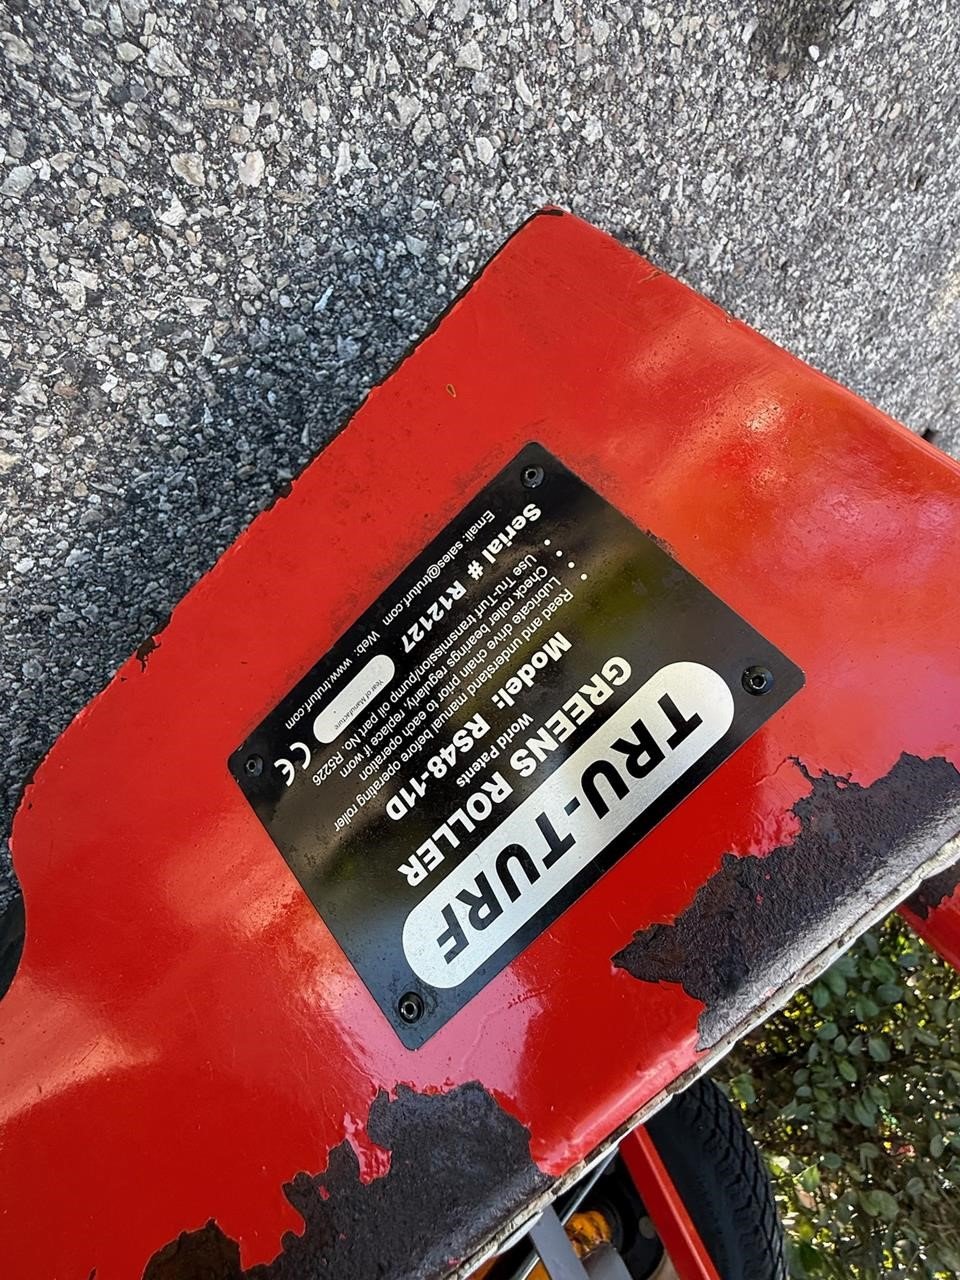 TRU-TURF
GREENS ROLLER
World Patents
Model: RS48-11D
• Read and understand manual before operating roller
• Lubricate drive chain prior to each operation
• Check roller bearings regularly, replace if worn
• Use Tru-Turf transmission/pump oil part No. R5226
Serial # R12127
Year of Manufacture
CE
Email: sales@truturf.com Web: www.truturf.com